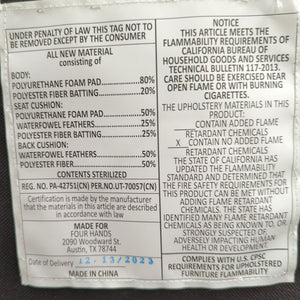 UNDER PENALTY OF LAW THIS TAG NOT TO
BE REMOVED EXCEPT BY THE CONSUMER
ALL NEW MATERIAL
consisting of
BODY:
POLYURETHANE FOAM PAD 80%
POLYESTER FIBER BATTING 20%
SEAT CUSHION:
POLYURETHANE FOAM PAD 50%
WATERFOWL FEATHERS 25%
POLYESTER FIBER BATTING 25%
BACK CUSHION:
WATERFOWL FEATHERS 50%
POLYESTER FIBER 50%
CONTENTS STERILIZED
REG. NO. PA-42751(CN) PER.NO.UT-70057(CN)
Certification is made by the manufacturer
that the materials in this article are described
in accordance with law
MADE FOR
FOUR HANDS
2090 Woodward St.
Austin, TX 78744
Date of Delivery 12/13/2023
MADE IN CHINA
NOTICE
THIS ARTICLE MEETS THE
FLAMMABILITY REQUIREMENTS OF
CALIFORNIA BUREAU OF
HOUSEHOLD GOODS AND SERVICES
TECHNICAL BULLETIN 117-2013.
CARE SHOULD BE EXERCISED NEAR
OPEN FLAME OR WITH BURNING
CIGARETTES.
THE UPHOLSTERY MATERIALS IN THIS
PRODUCT:
CONTAIN ADDED FLAME
RETARDANT CHEMICALS
X CONTAIN NO ADDED FLAME
RETARDANT CHEMICALS
THE STATE OF CALIFORNIA HAS
UPDATED THE FLAMMABILITY
STANDARD AND DETERMINED THAT
THE FIRE SAFETY REQUIREMENTS FOR
THIS PRODUCT CAN BE MET WITHOUT
ADDING FLAME RETARDANT
CHEMICALS. THE STATE HAS
IDENTIFIED MANY FLAME RETARDANT
CHEMICALS AS BEING KNOWN TO, OR
STRONGLY SUSPECTED OF,
ADVERSELY IMPACTING HUMAN
HEALTH OR DEVELOPMENT.
COMPLIES WITH U.S. CPSC
REQUIREMENTS FOR UPHOLSTERED
FURNITURE FLAMMABILITY